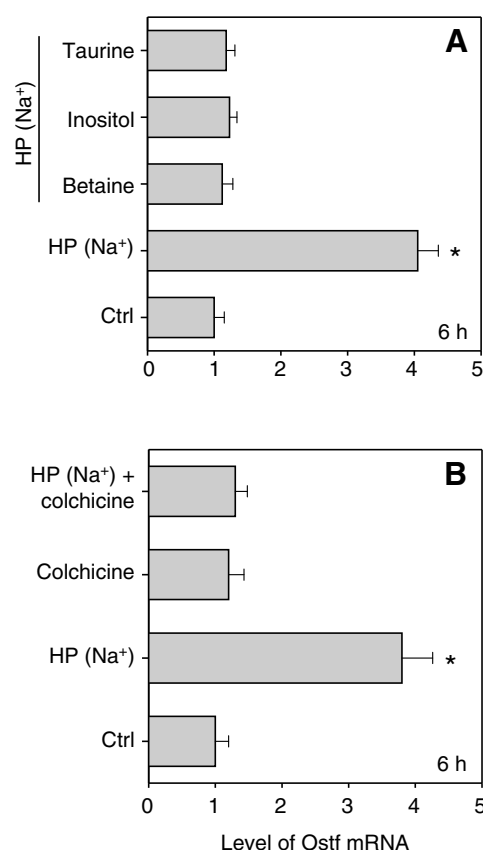 A
HP (Na⁺)
Taurine
Inositol
Betaine
HP (Na⁺)
*
Ctrl
6 h
0 1 2 3 4 5
B
HP (Na⁺) +
colchicine
Colchicine
HP (Na⁺)
*
Ctrl
6 h
0 1 2 3 4 5
Level of Ostf mRNA